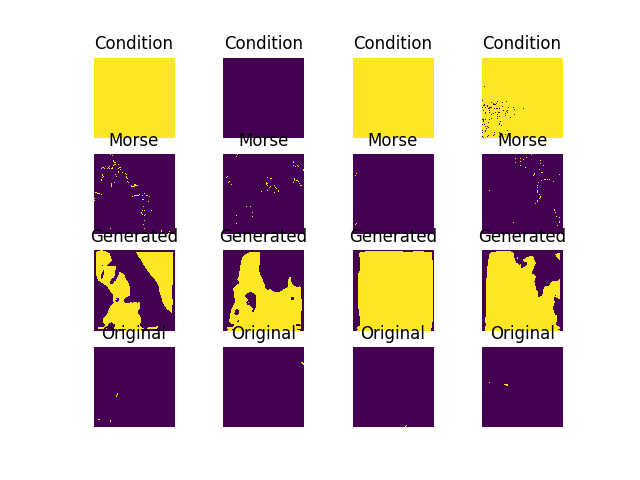 Condition Condition Condition Condition
Morse Morse Morse Morse
Generated Generated Generated Generated
Original Original Original Original